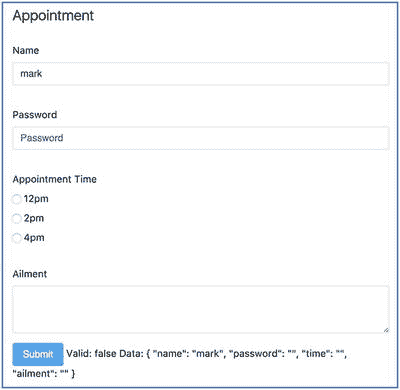 Appointment
Name
mark
Password
Password
Appointment Time
12pm
2pm
4pm
Ailment
Submit Valid: false Data: { "name": "mark", "password": "", "time": "",
"ailment": "" }